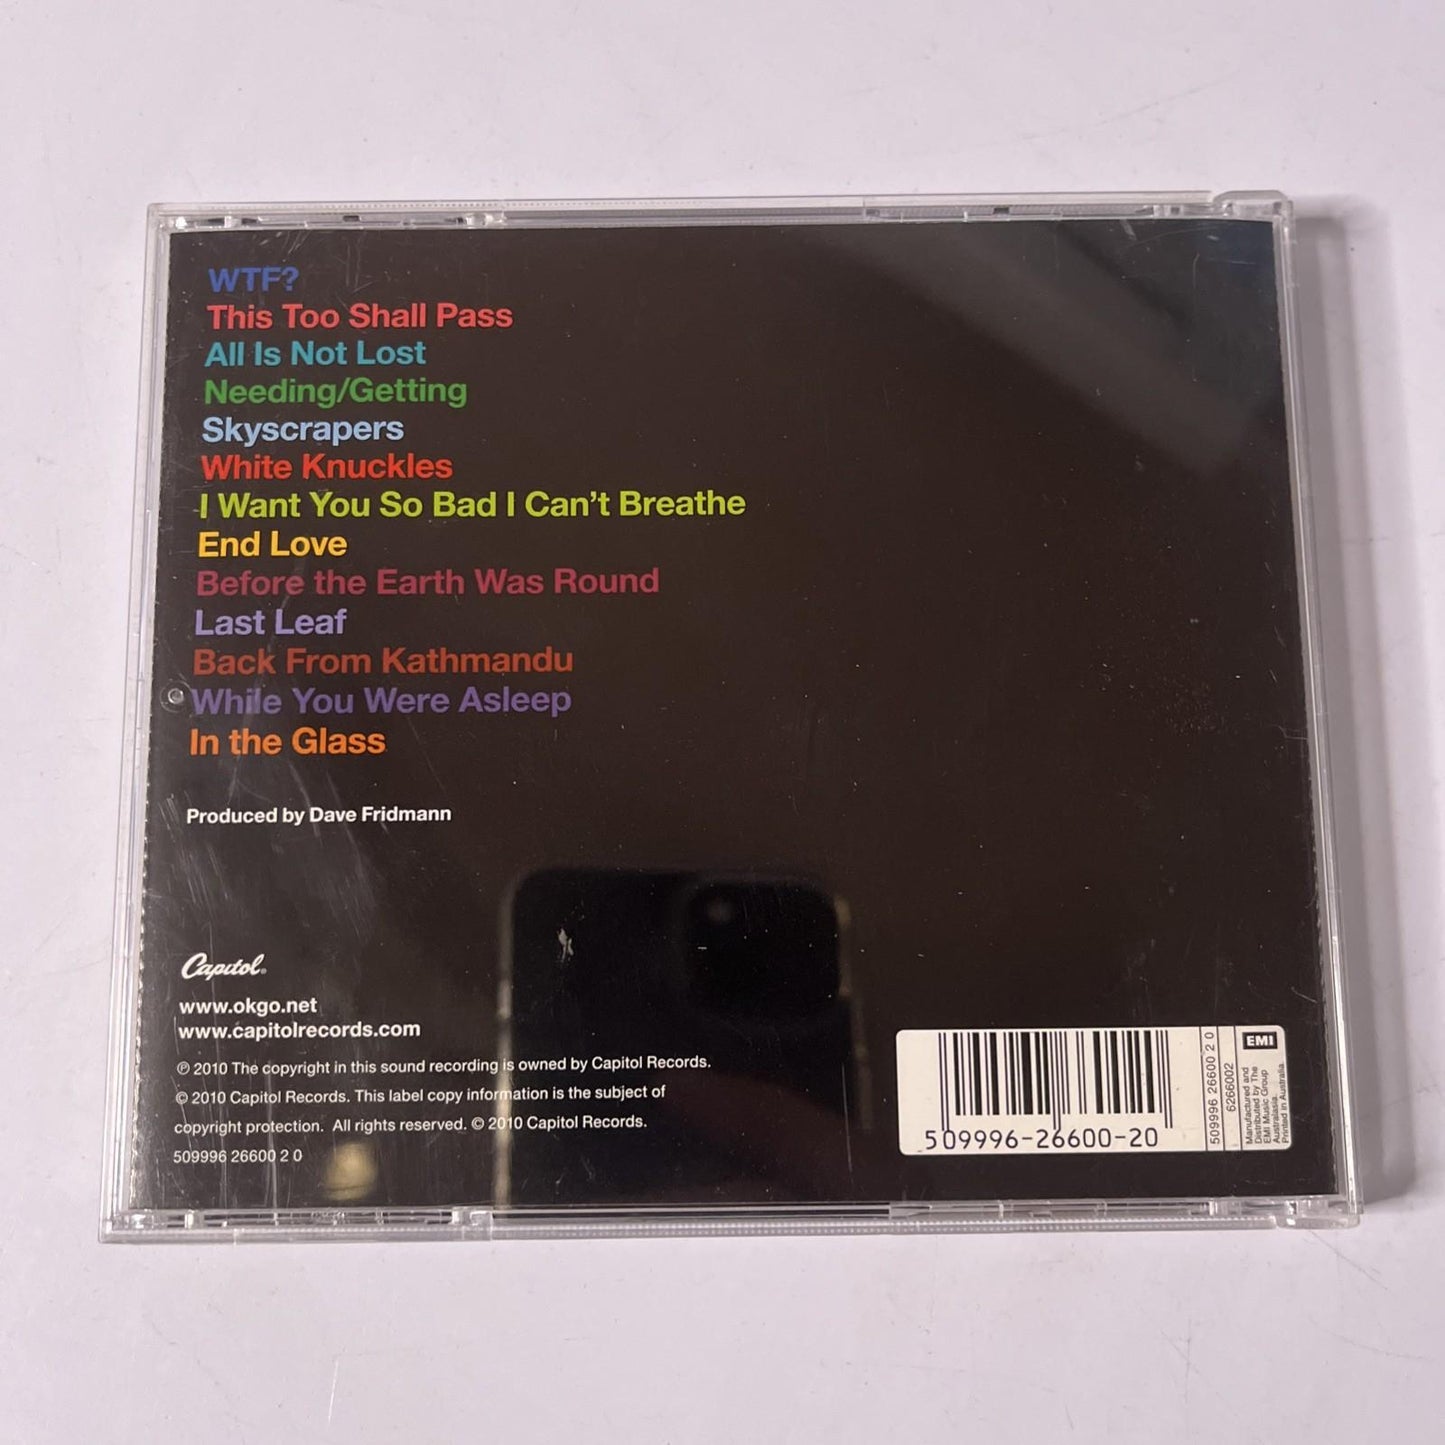 WTF?
This Too Shall Pass
All Is Not Lost
Needing/Getting
Skyscrapers
White Knuckles
I Want You So Bad I Can't Breathe
End Love
Before the Earth Was Round
Last Leaf
Back From Kathmandu
While You Were Asleep
In the Glass
Produced by Dave Fridmann
Capitol®
www.okgo.net
www.capitolrecords.com
℗ 2010 The copyright in this sound recording is owned by Capitol Records.
© 2010 Capitol Records. This label copy information is the subject of
copyright protection. All rights reserved. © 2010 Capitol Records.
509996 26600 2 0
5 09996-26600-20
509996 26600 2 0
6266002
EMI
Manufactured and
Distributed by The
EMI Music Group
Australasia.
Printed in Australia.